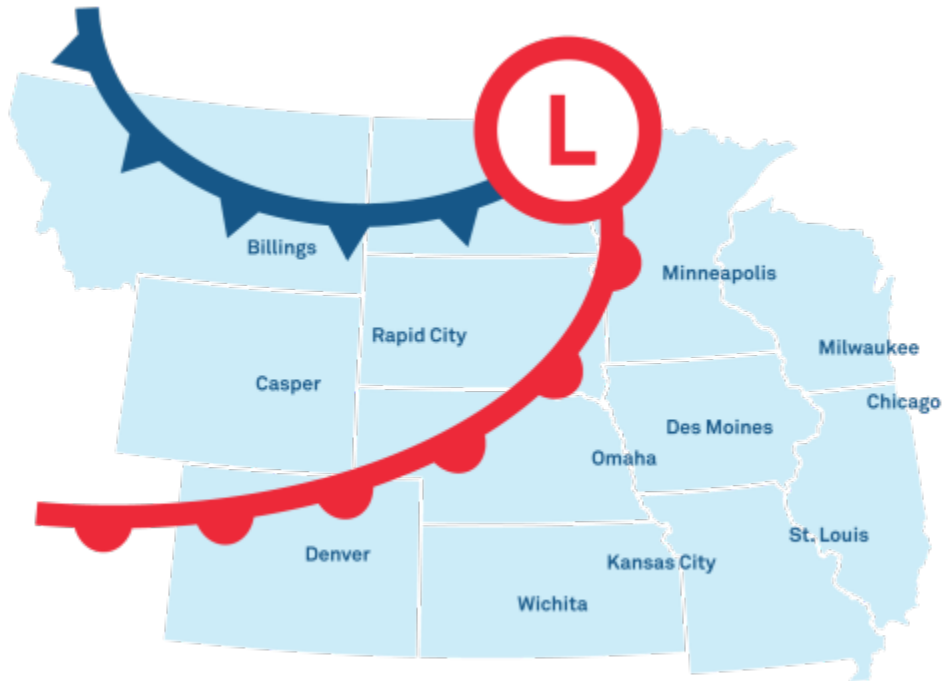 L
Billings
Minneapolis
Rapid City
Milwaukee
Casper
Chicago
Des Moines
Omaha
St. Louis
Denver
Kansas City
Wichita